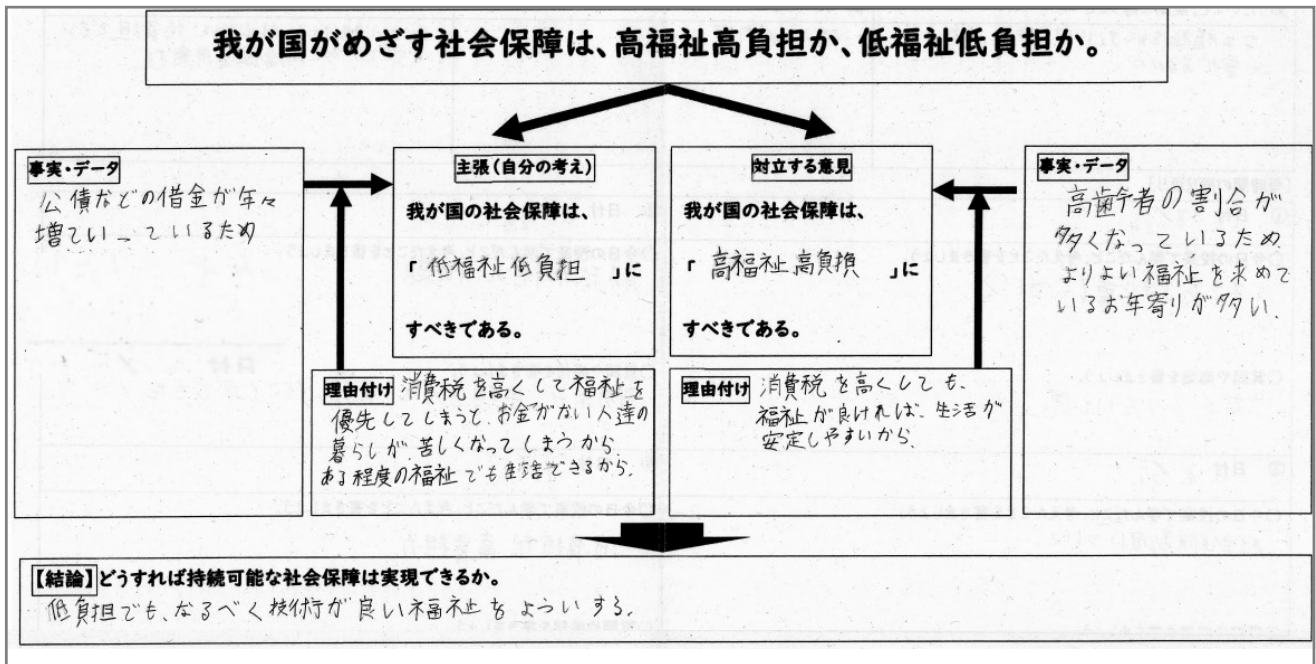 我が国がめざす社会保障は、高福祉高負担か、低福祉低負担か。
事実・データ
公債などの借金が年々
増ていっているため
主張(自分の考え)
我が国の社会保障は、
「低福祉低負担」に
すべきである。
理由付け 消費税を高くして福祉を
優先してしまうと、お金がない人達の
暮らしが、苦しくなってしまうから
ある程度の福祉でも生活できるから、
対立する意見
我が国の社会保障は、
「高福祉高負損」に
すべきである。
理由付け 消費税を高くしても、
福祉が良ければ、生活が
安定しやすいから、
事実・データ
高齢者の割合が
多くなっているため
よりよい福祉を求めて
いるお年寄りが多い、
【結論】どうすれば持続可能な社会保障は実現できるか。
低負担でも、なるべく技術が良い福祉をよういする、